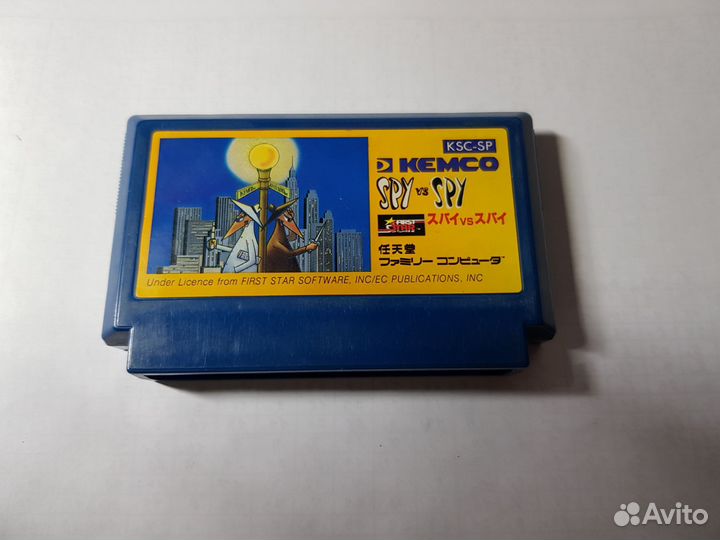 KSC-SP
KEMCO
SPY VS SPY
FIRST STAR スパイvsスパイ
任天堂
ファミリー コンピュータ
Under Licence from FIRST STAR SOFTWARE, INC/EC PUBLICATIONS, INC
Avito